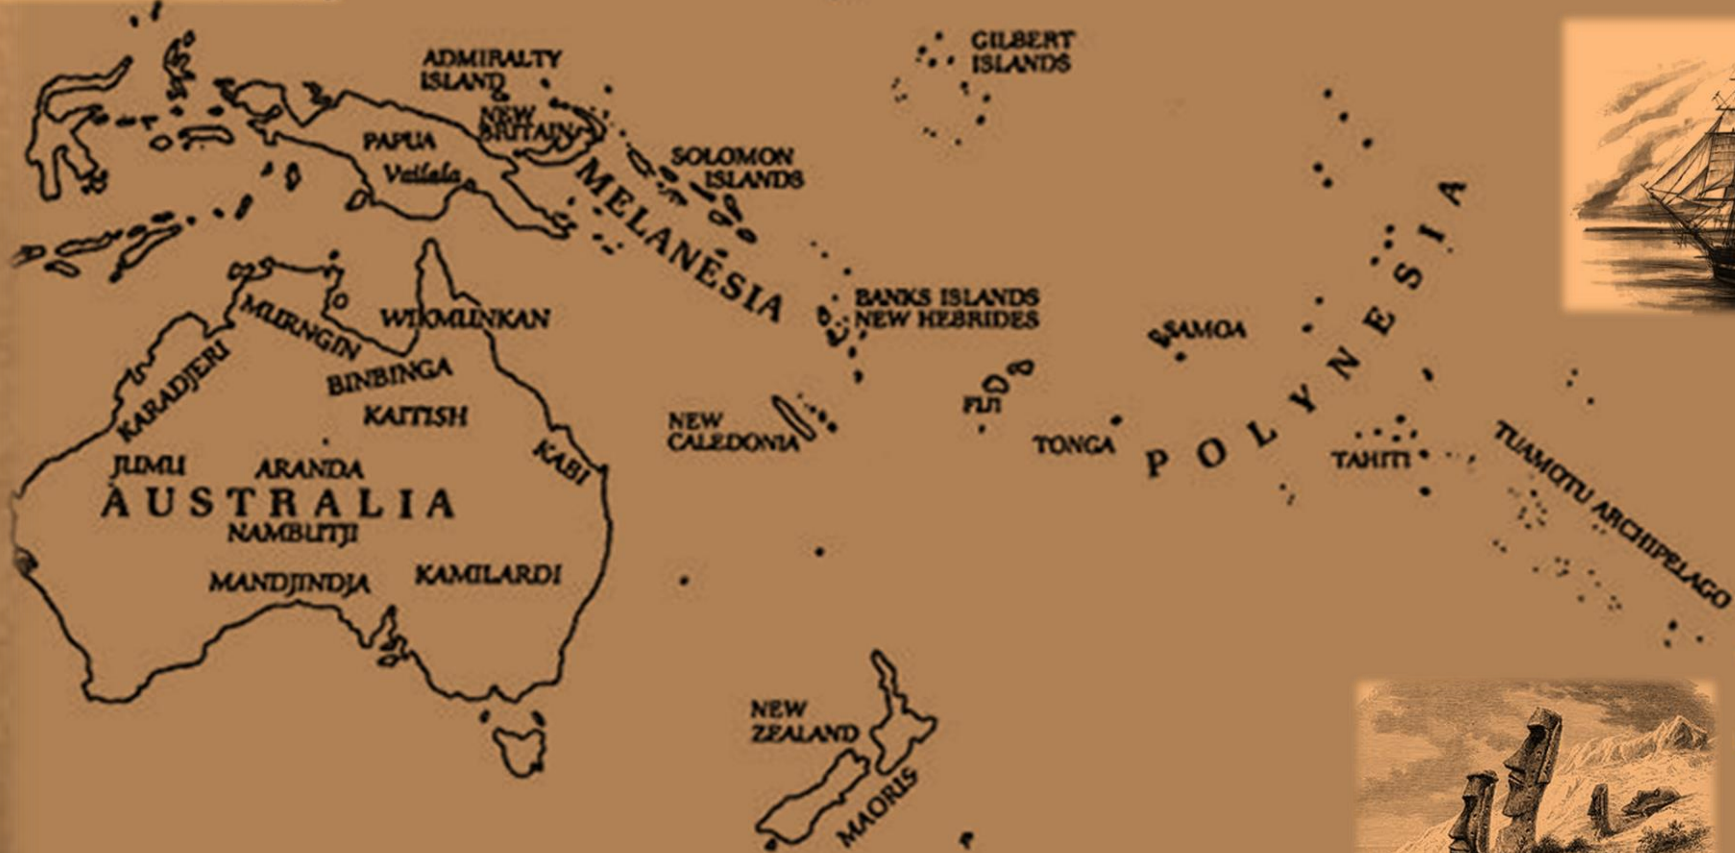 GILBERT
ISLANDS
ADMIRALTY
ISLAND
NEW
BRITAIN
PAPUA
Vailala
SOLOMON
ISLANDS
MELANESIA
POLYNESIA
BANKS ISLANDS
NEW HEBRIDES
SAMOA
FIJI
NEW
CALEDONIA
TONGA
TAHITI
TUAMOTU ARCHIPELAGO
MURNGIN
WIKMUNKAN
KARADJERI
BINBINGA
KAITISH
KABI
JUMU
ARANDA
AUSTRALIA
NAMBUTJI
MANDJINDJA
KAMILARDI
NEW
ZEALAND
MAORIS